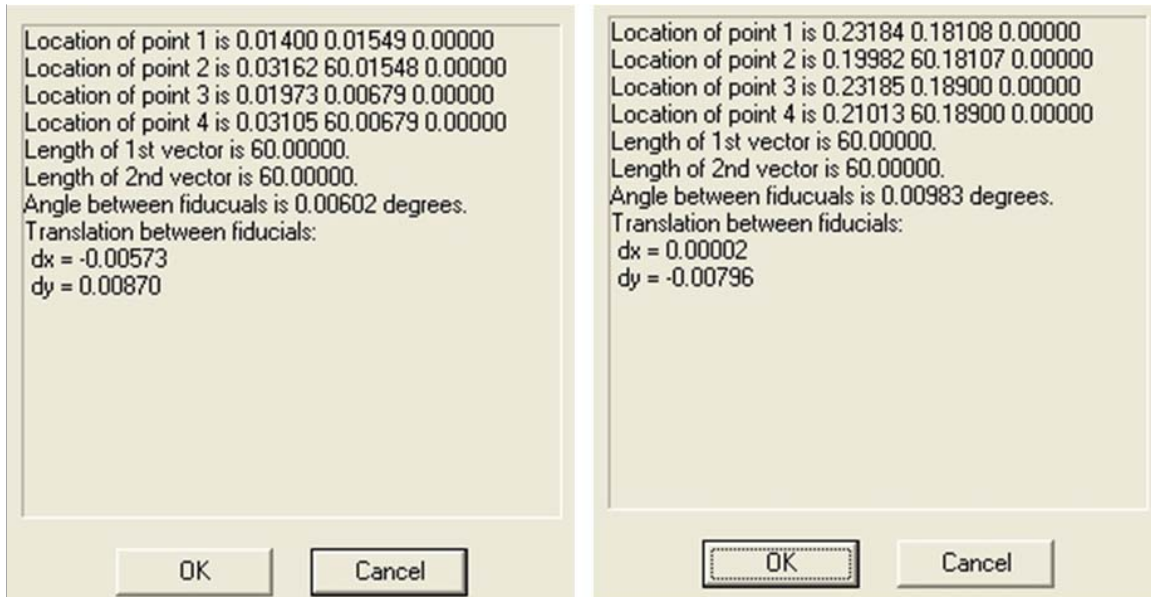 Location of point 1 is 0.01400 0.01549 0.00000
Location of point 2 is 0.03162 60.01548 0.00000
Location of point 3 is 0.01973 0.00679 0.00000
Location of point 4 is 0.03105 60.00679 0.00000
Length of 1st vector is 60.00000.
Length of 2nd vector is 60.00000.
Angle between fiducuals is 0.00602 degrees.
Translation between fiducials:
dx = -0.00573
dy = 0.00870
OK
Cancel
Location of point 1 is 0.23184 0.18108 0.00000
Location of point 2 is 0.19982 60.18107 0.00000
Location of point 3 is 0.23185 0.18900 0.00000
Location of point 4 is 0.21013 60.18900 0.00000
Length of 1st vector is 60.00000.
Length of 2nd vector is 60.00000.
Angle between fiducuals is 0.00983 degrees.
Translation between fiducials:
dx = 0.00002
dy = -0.00796
OK
Cancel